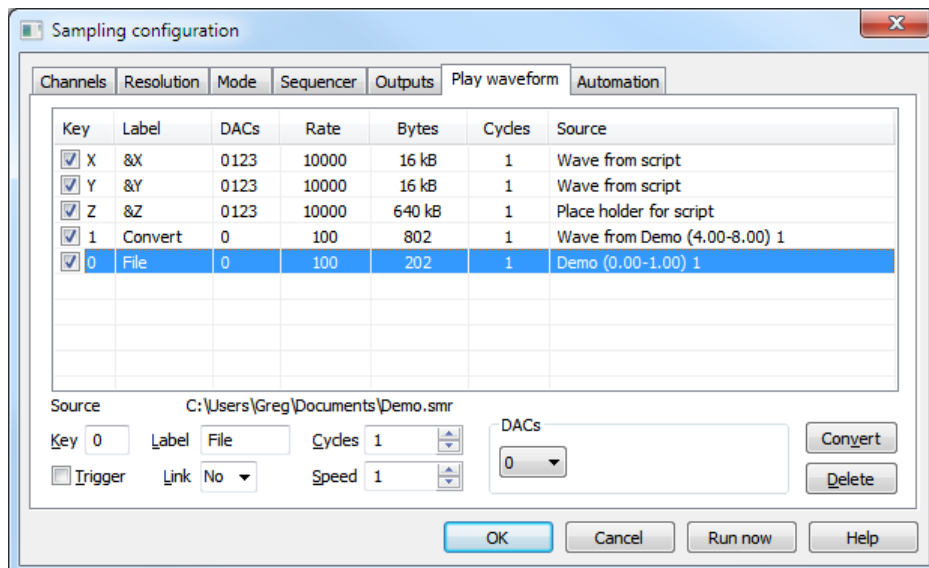 Sampling configuration
Channels Resolution Mode Sequencer Outputs Play waveform Automation
Key Label DACs Rate Bytes Cycles Source
X &X 0123 10000 16 kB 1 Wave from script
Y &Y 0123 10000 16 kB 1 Wave from script
Z &Z 0123 10000 640 kB 1 Place holder for script
1 Convert 0 100 802 1 Wave from Demo (4.00-8.00) 1
0 File 0 100 202 1 Demo (0.00-1.00) 1
Source C:\Users\Greg\Documents\Demo.smr
Key 0 Label File Cycles 1 DACs 0 Convert
Trigger Link No Speed 1 Delete
OK Cancel Run now Help